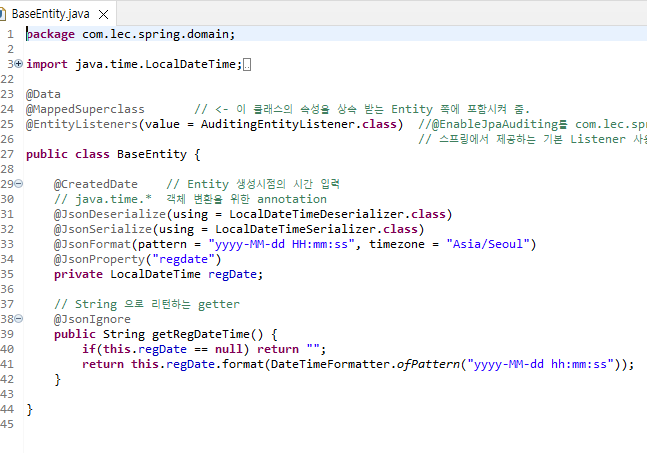 BaseEntity.java
1 package com.lec.spring.domain;
2
3 import java.time.LocalDateTime;
22
23 @Data
24 @MappedSuperclass // <- 이 클래스의 속성을 상속 받는 Entity 쪽에 포함시켜 줌.
25 @EntityListeners(value = AuditingEntityListener.class) //@EnableJpaAuditing를 com.lec.spr
26 // 스프링에서 제공하는 기본 Listener 사용
27 public class BaseEntity {
28
29 @CreatedDate // Entity 생성시점의 시간 입력
30 // java.time.* 객체 변환을 위한 annotation
31 @JsonDeserialize(using = LocalDateTimeDeserializer.class)
32 @JsonSerialize(using = LocalDateTimeSerializer.class)
33 @JsonFormat(pattern = "yyyy-MM-dd HH:mm:ss", timezone = "Asia/Seoul")
34 @JsonProperty("regdate")
35 private LocalDateTime regDate;
36
37 // String 으로 리턴하는 getter
38 @JsonIgnore
39 public String getRegDateTime() {
40 if(this.regDate == null) return "";
41 return this.regDate.format(DateTimeFormatter.ofPattern("yyyy-MM-dd hh:mm:ss"));
42 }
43
44 }
45